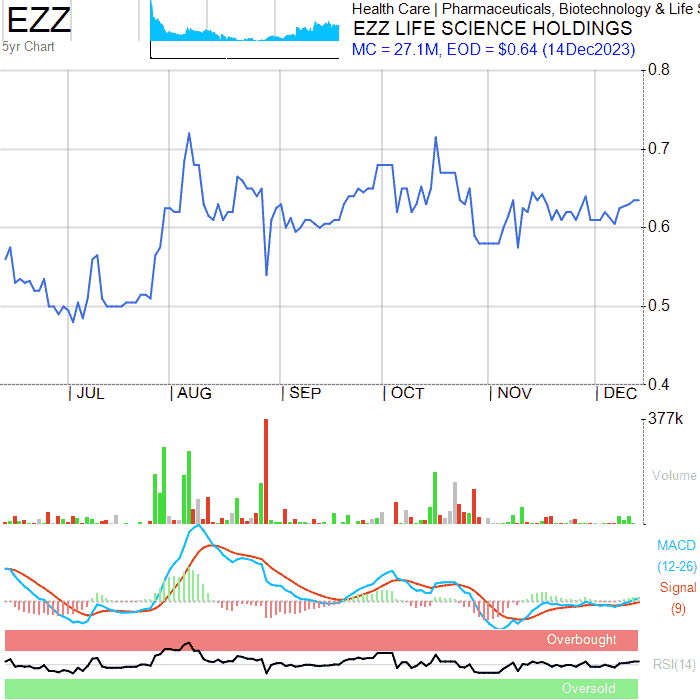 EZZ
5yr Chart
Health Care | Pharmaceuticals, Biotechnology & Life S
EZZ LIFE SCIENCE HOLDINGS
MC = 27.1M, EOD = $0.64 (14Dec2023)
0.8
0.7
0.6
0.5
0.4
JUL
AUG
SEP
OCT
NOV
DEC
377k
Volume
MACD
(12-26)
Signal
(9)
Overbought
RSI(14)
Oversold